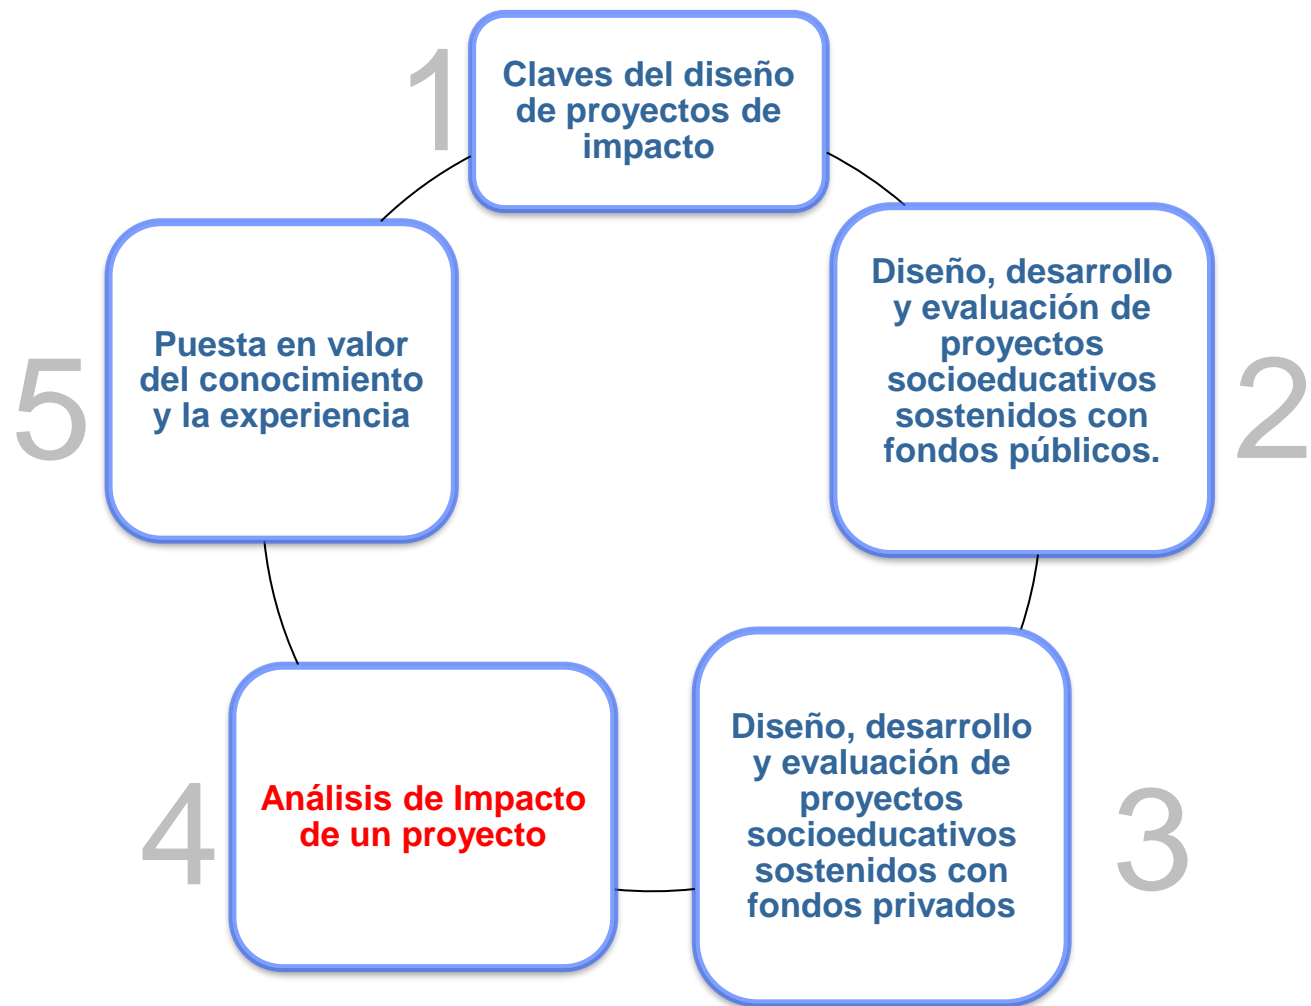 1
Claves del diseño
de proyectos de
impacto
2
Diseño, desarrollo
y evaluación de
proyectos
socioeducativos
sostenidos con
fondos públicos.
3
Diseño, desarrollo
y evaluación de
proyectos
socioeducativos
sostenidos con
fondos privados
4
Análisis de Impacto
de un proyecto
5
Puesta en valor
del conocimiento
y la experiencia